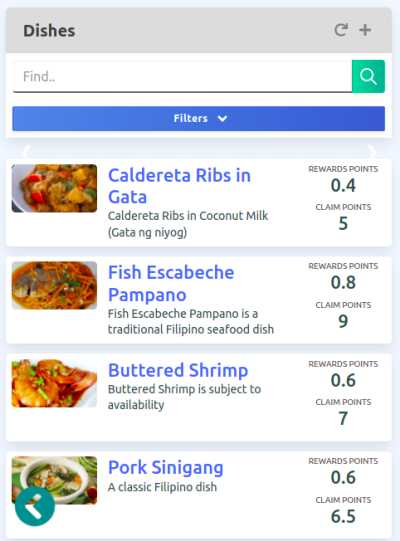 Dishes
Find..
Filters
Caldereta Ribs in
Gata
Caldereta Ribs in Coconut Milk
(Gata ng niyog)
REWARDS POINTS
0.4
CLAIM POINTS
5
Fish Escabeche
Pampano
Fish Escabeche Pampano is a
traditional Filipino seafood dish
REWARDS POINTS
0.8
CLAIM POINTS
9
Buttered Shrimp
Buttered Shrimp is subject to
availability
REWARDS POINTS
0.6
CLAIM POINTS
7
Pork Sinigang
A classic Filipino dish
REWARDS POINTS
0.6
CLAIM POINTS
6.5